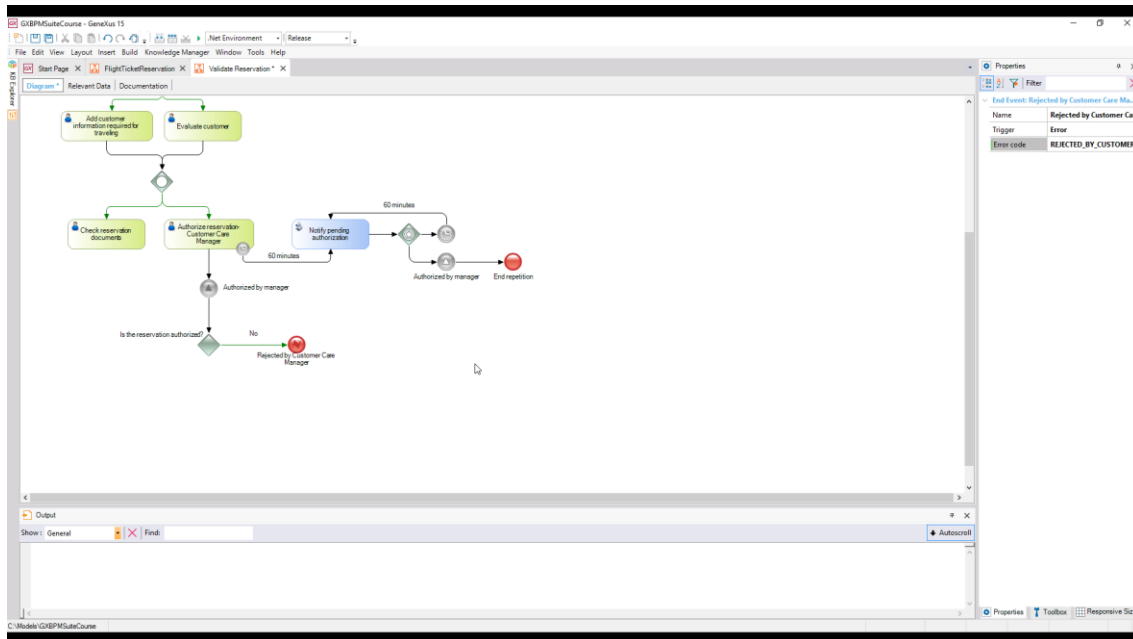 GXBPMSuiteCourse - GeneXus 15
.Net Environment Release
File Edit View Layout Insert Build Knowledge Manager Window Tools Help
Start Page FlightTicketReservation Validate Reservation *
Diagram * Relevant Data Documentation
KB Explorer
Add customer
information required for
traveling
Evaluate customer
Check reservation
documents
Authorize reservation-
Customer Care
Manager
60 minutes
Notify pending
authorization
60 minutes
Authorized by manager
End repetition
Authorized by manager
Is the reservation authorized?
No
Rejected by Customer Care
Manager
Properties
Filter
End Event: Rejected by Customer Care Ma..
Name Rejected by Customer Ca
Trigger Error
Error code REJECTED_BY_CUSTOMER
Output
Show: General Find: Autoscroll
Properties Toolbox Responsive Siz
C:\Models\GXBPMSuiteCourse